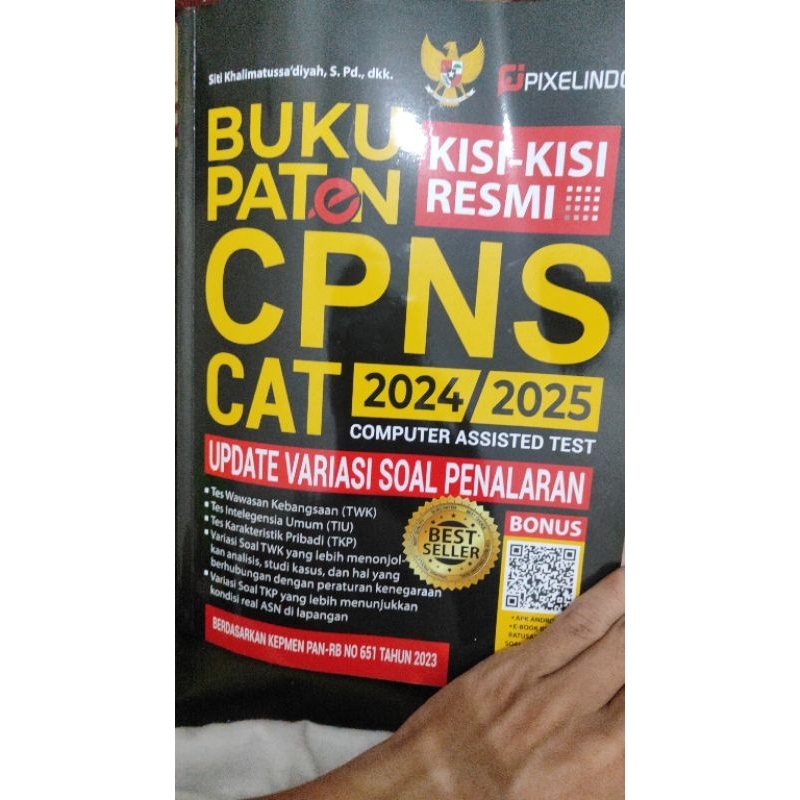 Siti Khalimatussa'diyah, S. Pd., dkk.
PIXELINDO
BUKU
PATeN
KISI-KISI
RESMI
CPNS
CAT
2024/2025
COMPUTER ASSISTED TEST
UPDATE VARIASI SOAL PENALARAN
• Tes Wawasan Kebangsaan (TWK)
• Tes Intelegensia Umum (TIU)
• Tes Karakteristik Pribadi (TKP)
• Variasi Soal TWK yang lebih menonjol-
kan analisis, studi kasus, dan hal yang
berhubungan dengan peraturan kenegaraan
• Variasi Soal TKP yang lebih menunjukkan
kondisi real ASN di lapangan
BEST
SELLER
BONUS
• APK
• E-BOOK
BERDASARKAN KEPMEN PAN-RB NO 651 TAHUN 2023